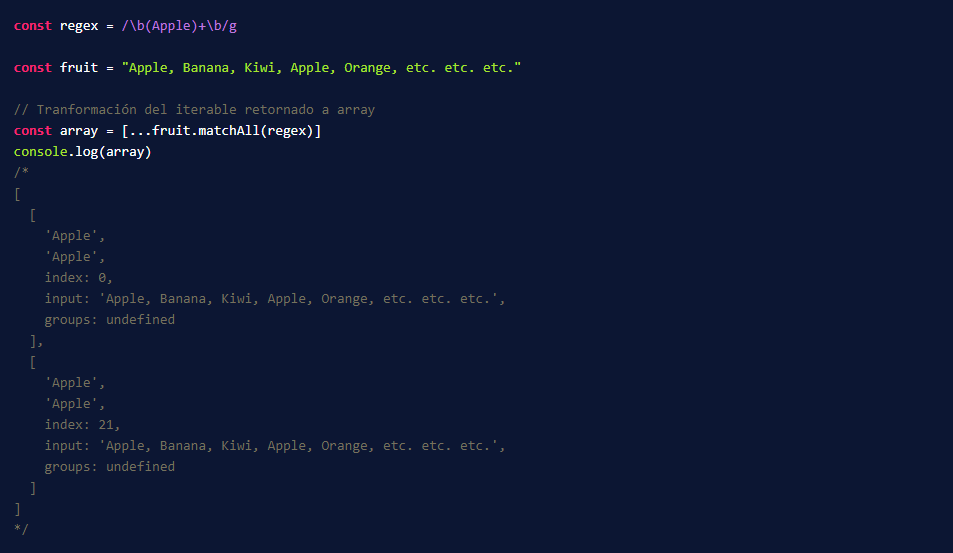 const regex = /\b(Apple)+\b/g
const fruit = "Apple, Banana, Kiwi, Apple, Orange, etc. etc. etc."
// Tranformación del iterable retornado a array
const array = [...fruit.matchAll(regex)]
console.log(array)
/*
[
  [
    'Apple',
    'Apple',
    index: 0,
    input: 'Apple, Banana, Kiwi, Apple, Orange, etc. etc. etc.',
    groups: undefined
  ],
  [
    'Apple',
    'Apple',
    index: 21,
    input: 'Apple, Banana, Kiwi, Apple, Orange, etc. etc. etc.',
    groups: undefined
  ]
]
*/